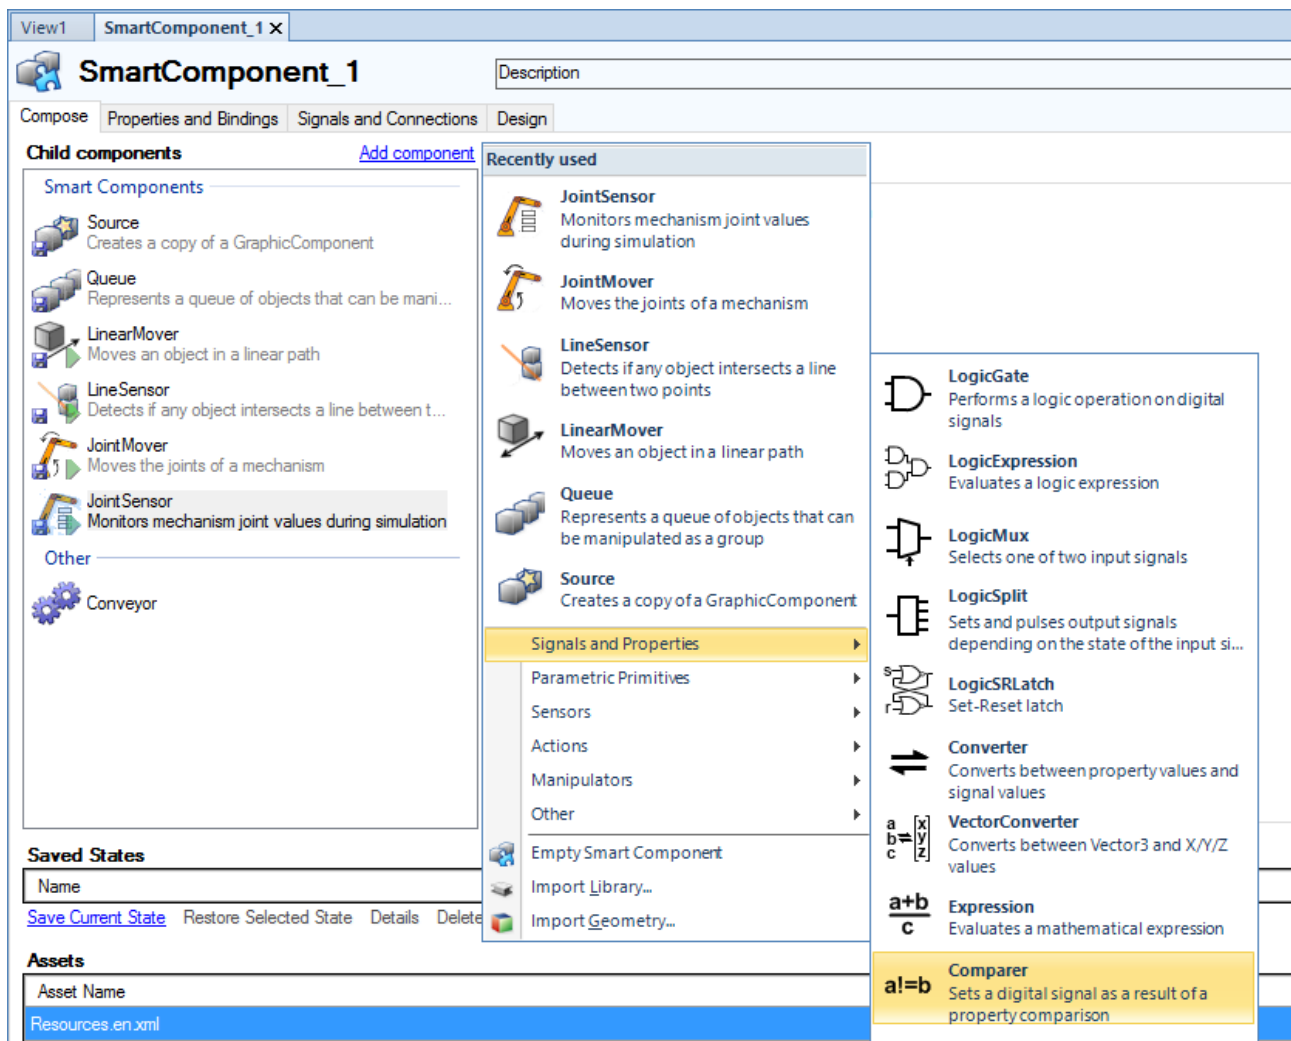 View1
SmartComponent_1
SmartComponent_1
Description
Compose
Properties and Bindings
Signals and Connections
Design
Child components
Add component
Smart Components
Source
Creates a copy of a GraphicComponent
Queue
Represents a queue of objects that can be mani...
LinearMover
Moves an object in a linear path
LineSensor
Detects if any object intersects a line between t...
JointMover
Moves the joints of a mechanism
JointSensor
Monitors mechanism joint values during simulation
Other
Conveyor
Saved States
Name
Save Current State
Restore Selected State
Details
Delete
Assets
Asset Name
Resources.en.xml
Recently used
JointSensor
Monitors mechanism joint values
during simulation
JointMover
Moves the joints of a mechanism
LineSensor
Detects if any object intersects a line
between two points
LinearMover
Moves an object in a linear path
Queue
Represents a queue of objects that can
be manipulated as a group
Source
Creates a copy of a GraphicComponent
Signals and Properties
Parametric Primitives
Sensors
Actions
Manipulators
Other
Empty Smart Component
Import Library...
Import Geometry...
LogicGate
Performs a logic operation on digital
signals
LogicExpression
Evaluates a logic expression
LogicMux
Selects one of two input signals
LogicSplit
Sets and pulses output signals
depending on the state of the input si...
s
r
LogicSRLatch
Set-Reset latch
Converter
Converts between property values and
signal values
a [x]
b⇌[y]
c [z]
VectorConverter
Converts between Vector3 and X/Y/Z
values
a+b
c
Expression
Evaluates a mathematical expression
a!=b
Comparer
Sets a digital signal as a result of a
property comparison